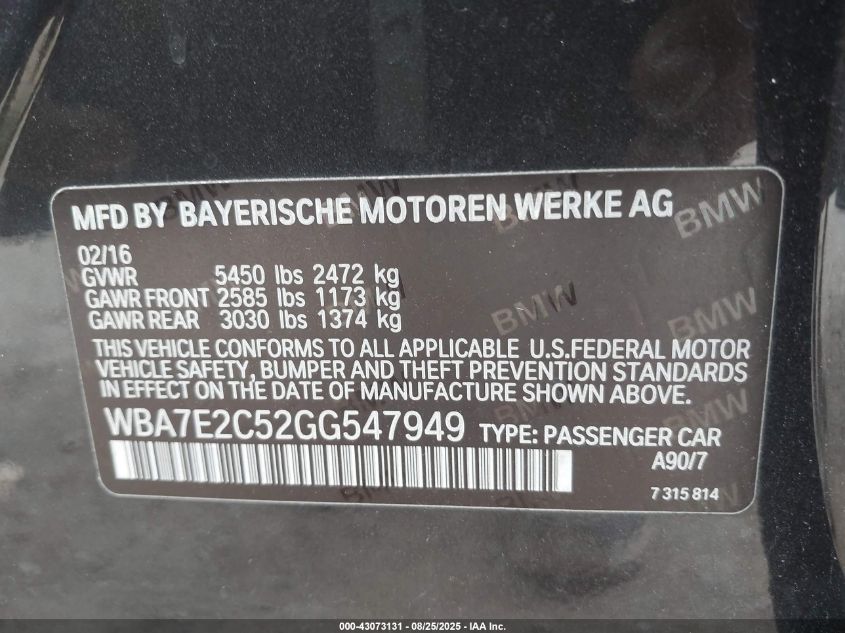 MFD BY BAYERISCHE MOTOREN WERKE AG
BMW
BMW
02/16
GVWR 5450 lbs 2472 kg
GAWR FRONT 2585 lbs 1173 kg
GAWR REAR 3030 lbs 1374 kg
BMW
BMW
THIS VEHICLE CONFORMS TO ALL APPLICABLE U.S.FEDERAL MOTOR
VEHICLE SAFETY, BUMPER AND THEFT PREVENTION STANDARDS
IN EFFECT ON THE DATE OF MANUFACTURE SHOWN ABOVE.
WBA7E2C52GG547949 TYPE: PASSENGER CAR
A90/7
7 315 814
000-43073131 - 08/25/2025 - IAA Inc.